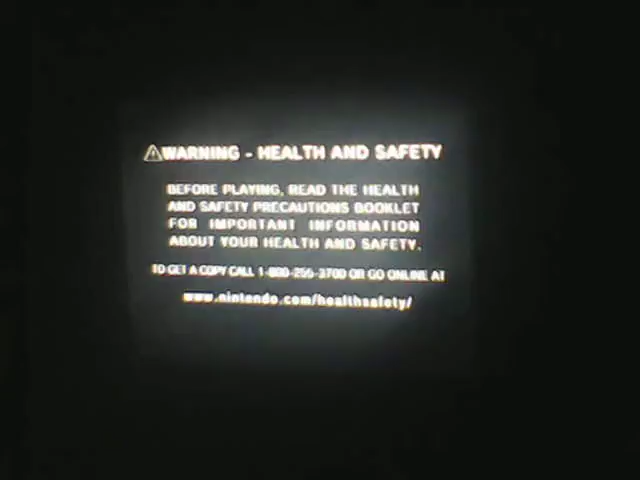 ⚠WARNING - HEALTH AND SAFETY
BEFORE PLAYING, READ THE HEALTH
AND SAFETY PRECAUTIONS BOOKLET
FOR IMPORTANT INFORMATION
ABOUT YOUR HEALTH AND SAFETY.
TO GET A COPY CALL 1-800-255-3700 OR GO ONLINE AT
www.nintendo.com/healthsafety/